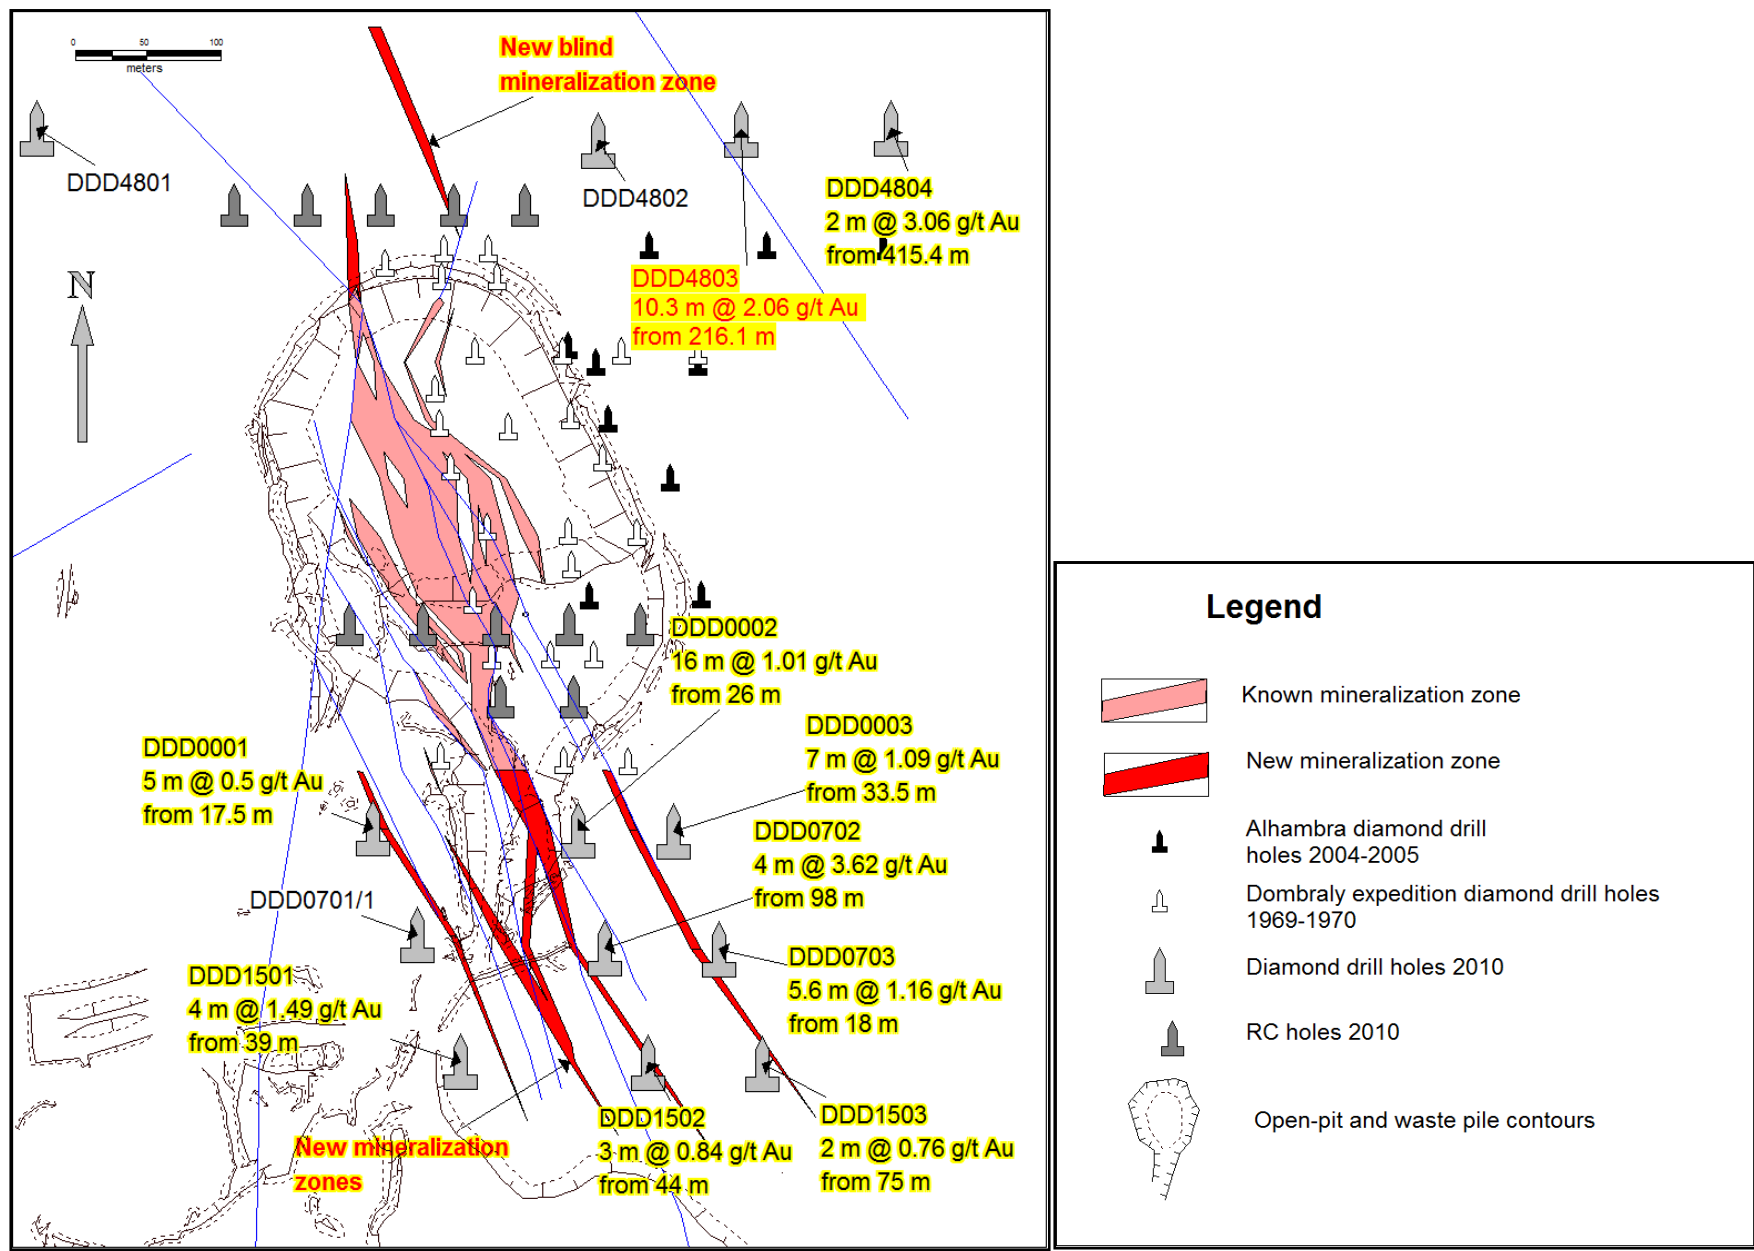 0 50 100
meters
New blind
mineralization zone
DDD4801
DDD4802
DDD4804
2 m @ 3.06 g/t Au
from 415.4 m
DDD4803
10.3 m @ 2.06 g/t Au
from 216.1 m
N
DDD0002
16 m @ 1.01 g/t Au
from 26 m
DDD0003
7 m @ 1.09 g/t Au
from 33.5 m
DDD0001
5 m @ 0.5 g/t Au
from 17.5 m
DDD0702
4 m @ 3.62 g/t Au
from 98 m
DDD0701/1
DDD0703
5.6 m @ 1.16 g/t Au
from 18 m
DDD1501
4 m @ 1.49 g/t Au
from 39 m
DDD1502
3 m @ 0.84 g/t Au
from 44 m
DDD1503
2 m @ 0.76 g/t Au
from 75 m
New mineralization
zones
Legend
Known mineralization zone
New mineralization zone
Alhambra diamond drill
holes 2004-2005
Dombraly expedition diamond drill holes
1969-1970
Diamond drill holes 2010
RC holes 2010
Open-pit and waste pile contours